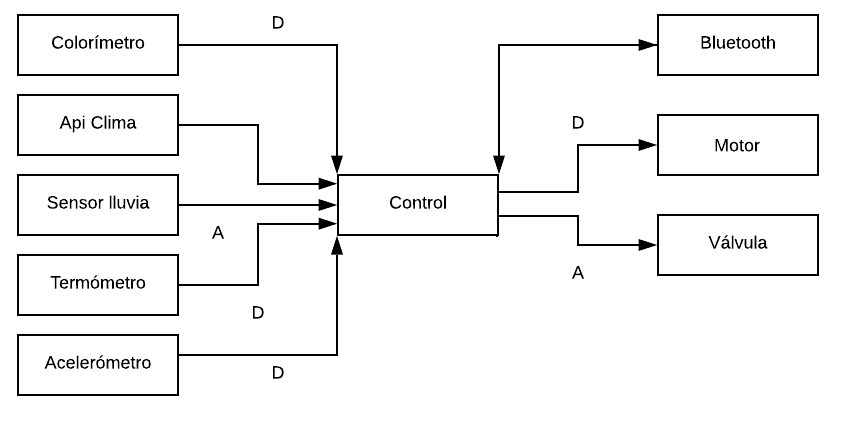 D
Colorímetro
Bluetooth
Api Clima
D
Motor
Sensor lluvia
Control
A
Válvula
Termómetro
A
D
Acelerómetro
D